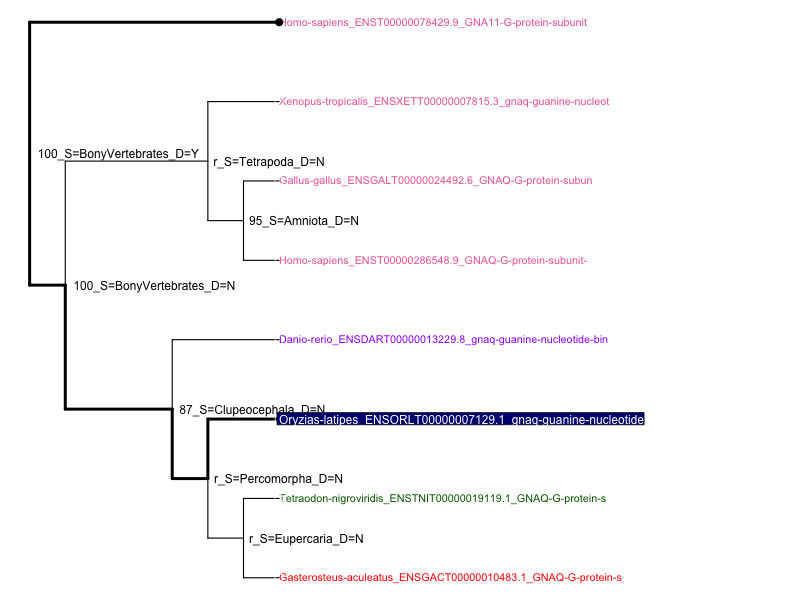 Homo-sapiens_ENST00000078429.9_GNA11-G-protein-subunit
Xenopus-tropicalis_ENSXETT00000007815.3_gnaq-guanine-nucleot
100_S=BonyVertebrates_D=Y
r_S=Tetrapoda_D=N
Gallus-gallus_ENSGALT00000024492.6_GNAQ-G-protein-subun
95_S=Amniota_D=N
Homo-sapiens_ENST00000286548.9_GNAQ-G-protein-subunit-
100_S=BonyVertebrates_D=N
Danio-rerio_ENSDART00000013229.8_gnaq-guanine-nucleotide-bin
87_S=Clupeocephala_D=N
Oryzias-latipes_ENSORLT00000007129.1_gnaq-guanine-nucleotide
r_S=Percomorpha_D=N
Tetraodon-nigroviridis_ENSTNIT00000019119.1_GNAQ-G-protein-s
r_S=Eupercaria_D=N
Gasterosteus-aculeatus_ENSGACT00000010483.1_GNAQ-G-protein-s